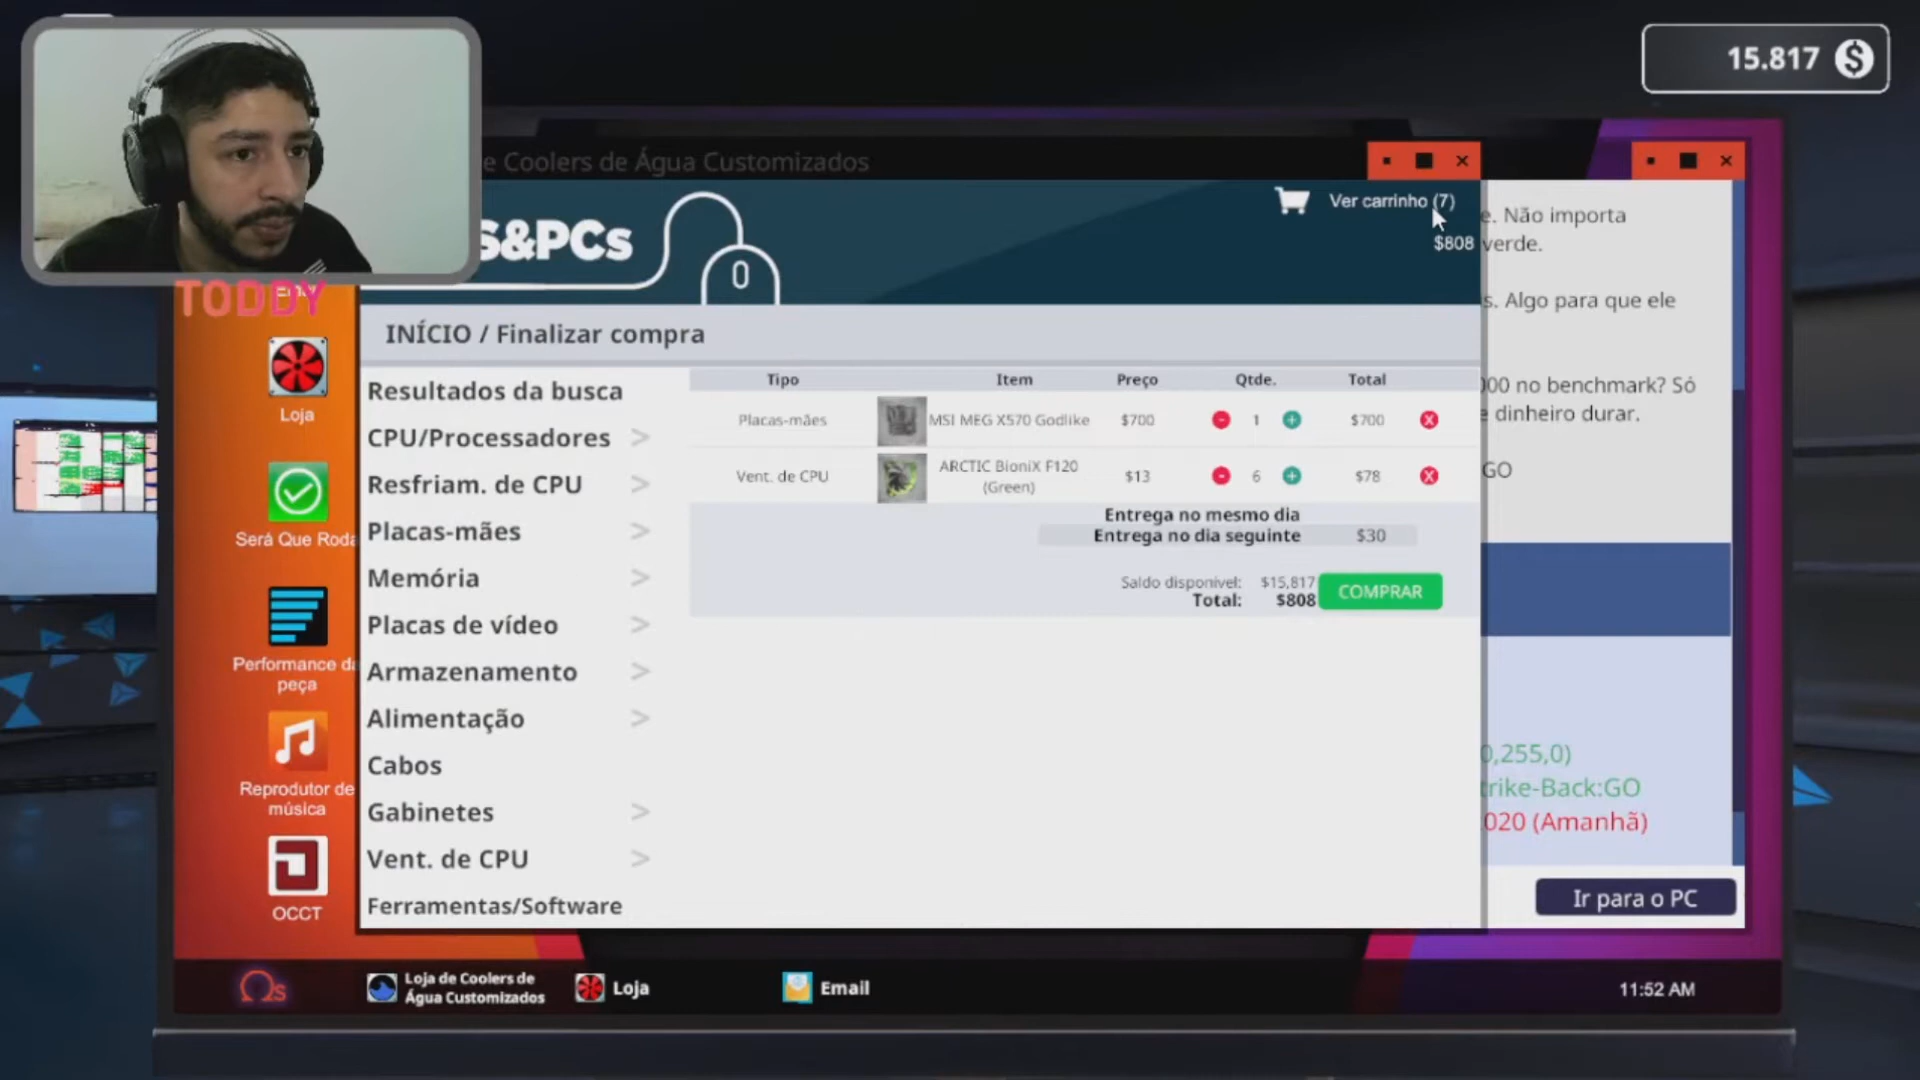 15.817
e Coolers de Água Customizados
S&PCs
Ver carrinho (7)
$808
e. Não importa
verde.
s. Algo para que ele
000 no benchmark? Só
e dinheiro durar.
GO
TODDY
INÍCIO / Finalizar compra
Resultados da busca
CPU/Processadores >
Resfriam. de CPU >
Placas-mães >
Memória >
Placas de vídeo >
Armazenamento >
Alimentação >
Cabos
Gabinetes >
Vent. de CPU >
Ferramentas/Software
Tipo Item Preço Qtde. Total
Placas-mães MSI MEG X570 Godlike $700 1 $700
Vent. de CPU ARCTIC BioniX F120 (Green) $13 6 $78
Entrega no mesmo dia
Entrega no dia seguinte $30
Saldo disponível: $15,817
Total: $808
COMPRAR
Loja
Será Que Roda
Performance da
peça
Reprodutor de
música
OCCT
0,255,0)
trike-Back:GO
020 (Amanhã)
Ir para o PC
Ωs
Loja de Coolers de
Água Customizados
Loja
Email
11:52 AM